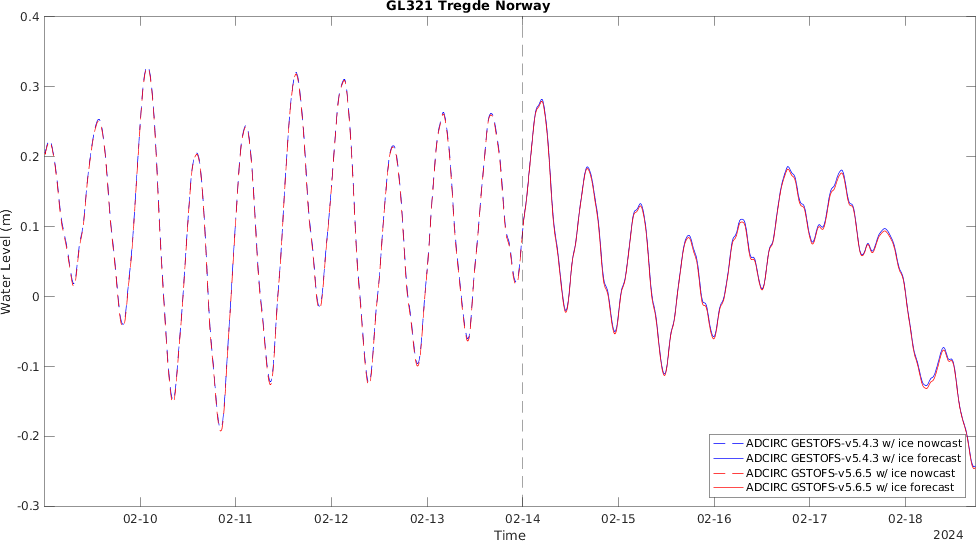 GL321 Tregde Norway
0.4
0.3
0.2
0.1
0
-0.1
-0.2
-0.3
Water Level (m)
02-10 02-11 02-12 02-13 02-14 02-15 02-16 02-17 02-18
Time
2024
ADCIRC GESTOFS-v5.4.3 w/ ice nowcast
ADCIRC GESTOFS-v5.4.3 w/ ice forecast
ADCIRC GSTOFS-v5.6.5 w/ ice nowcast
ADCIRC GSTOFS-v5.6.5 w/ ice forecast